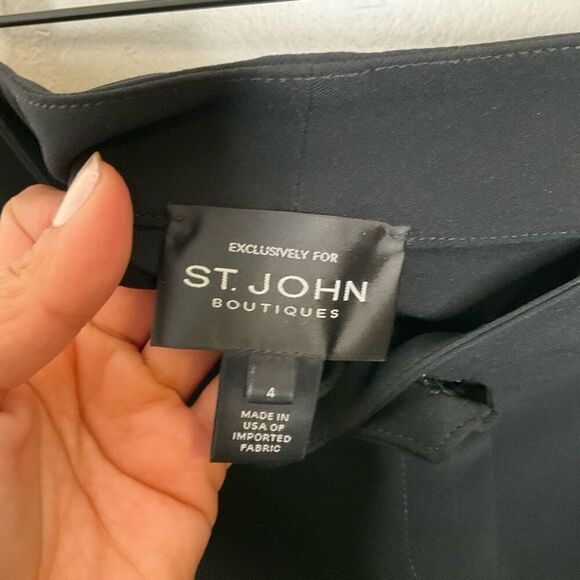 EXCLUSIVELY FOR
ST. JOHN
BOUTIQUES
4
MADE IN
USA OF
IMPORTED
FABRIC